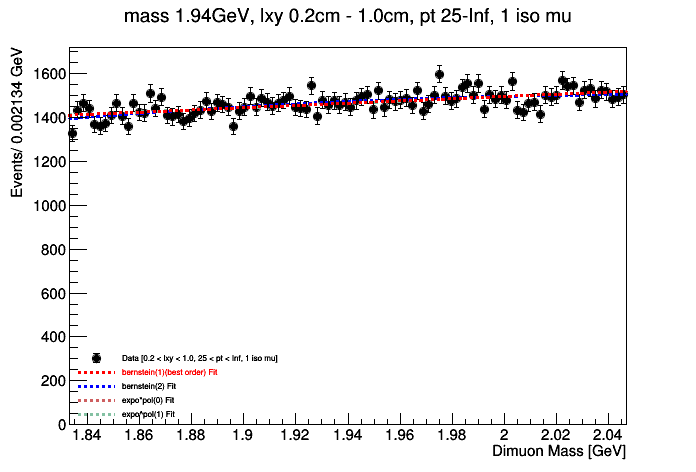 mass 1.94GeV, lxy 0.2cm - 1.0cm, pt 25-Inf, 1 iso mu
Events/ 0.002134 GeV
1600
1400
1200
1000
800
600
400
200
0
Data [0.2 < lxy < 1.0, 25 < pt < Inf, 1 iso mu]
bernstein(1)(best order) Fit
bernstein(2) Fit
expo*pol(0) Fit
expo*pol(1) Fit
1.84 1.86 1.88 1.9 1.92 1.94 1.96 1.98 2 2.02 2.04
Dimuon Mass [GeV]